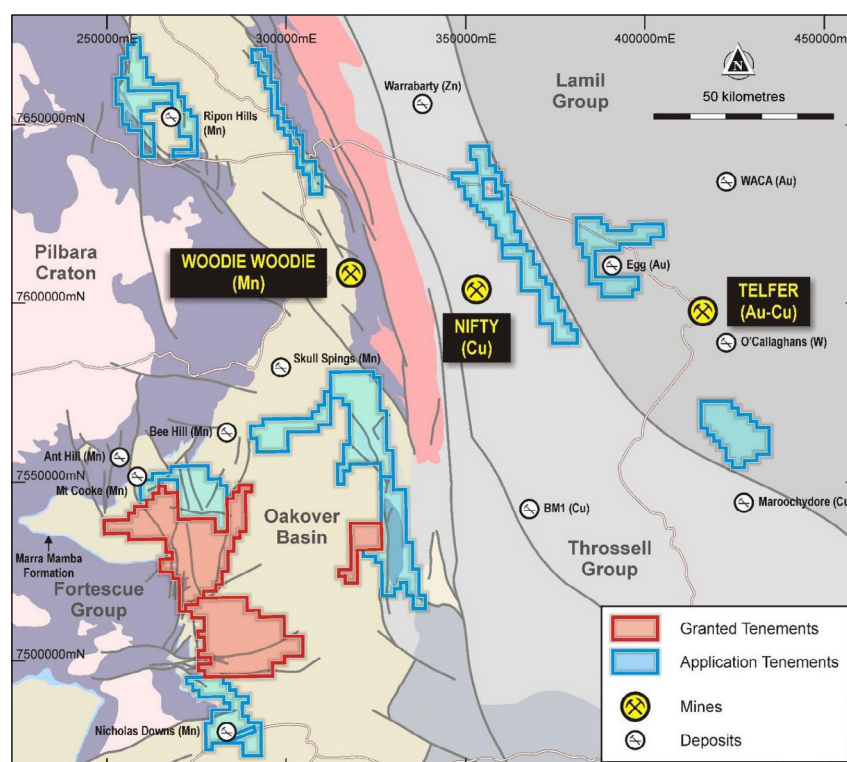 250000mE
300000mE
350000mE
400000mE
450000m
Lamil
Group
N
50 kilometres
Warrabarty (Zn)
Ripon Hills
(Mn)
7650000mN
WACA (Au)
Pilbara
Craton
WOODIE WOODIE
(Mn)
Egg (Au)
7600000mN
NIFTY
(Cu)
TELFER
(Au-Cu)
O'Callaghans (W)
Skull Spings (Mn)
Bee Hill (Mn)
Ant Hill (Mn)
7550000mN
Mt Cooke (Mn)
Oakover
Basin
BM1 (Cu)
Maroochydore (Cu
Marra Mamba
Formation
Fortescue
Group
Throssell
Group
7500000mN
Nicholas Downs (Mn)
Granted Tenements
Application Tenements
Mines
Deposits